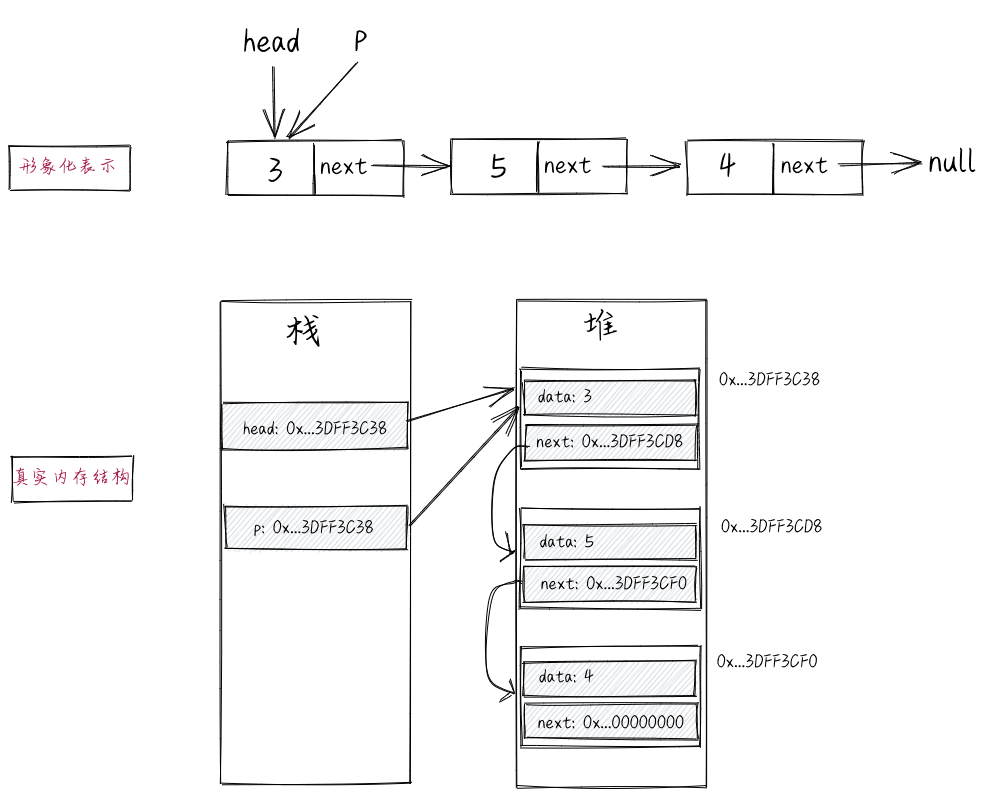 head
P
形象化表示
3
next
5
next
4
next
null
栈
堆
0x...3DFF3C38
data: 3
head: 0x...3DFF3C38
next: 0x...3DFF3CD8
真实内存结构
p: 0x...3DFF3C38
0x...3DFF3CD8
data: 5
next: 0x...3DFF3CF0
0x...3DFF3CF0
data: 4
next: 0x...00000000